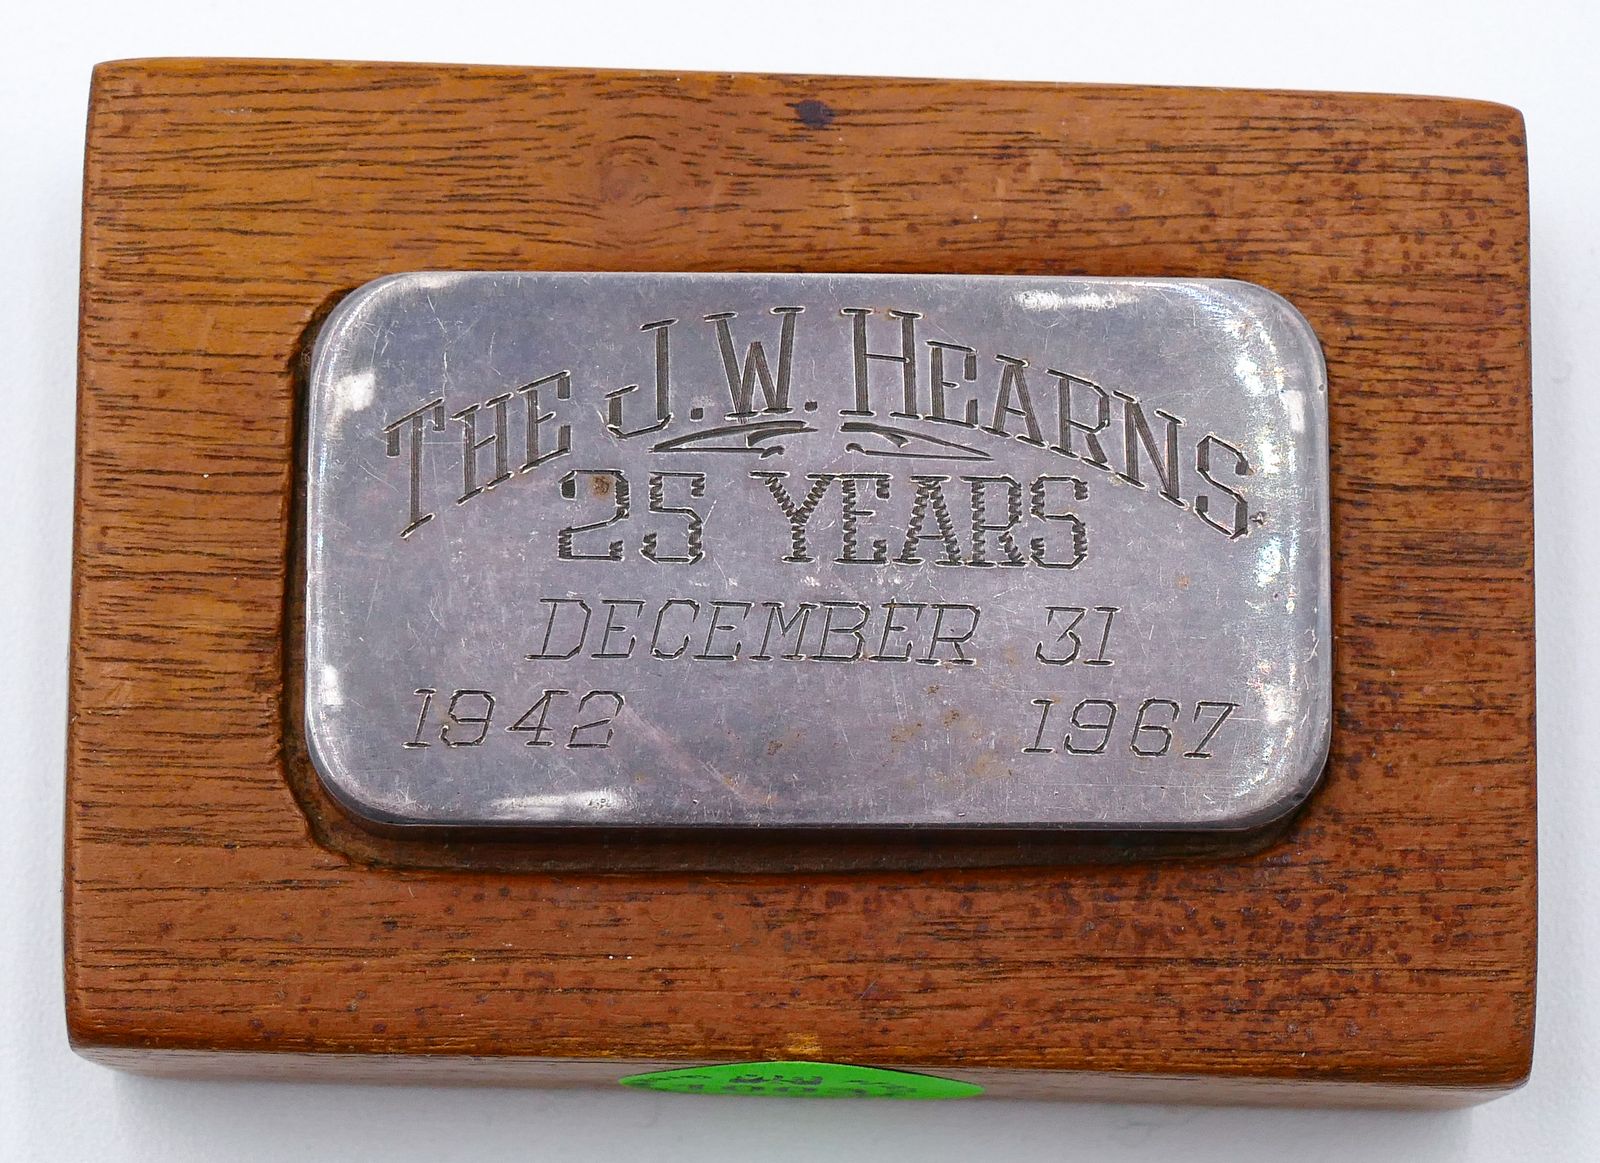 THE J.W. HEARNS
25 YEARS
DECEMBER 31
1942 1967